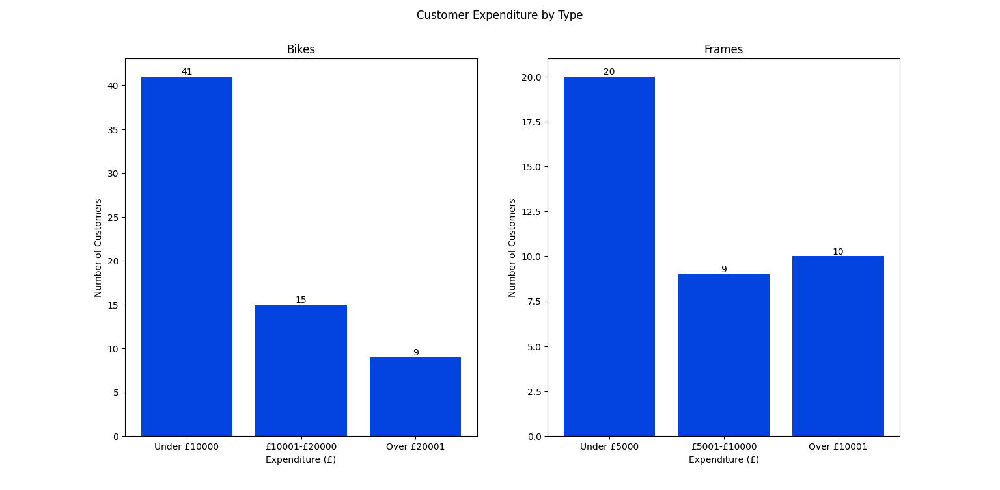 Customer Expenditure by Type
Bikes
41
15
9
40
35
30
25
20
15
10
5
0
Number of Customers
Under £10000
£10001-£20000
Over £20001
Expenditure (£)
Frames
20
9
10
20.0
17.5
15.0
12.5
10.0
7.5
5.0
2.5
0.0
Number of Customers
Under £5000
£5001-£10000
Over £10001
Expenditure (£)